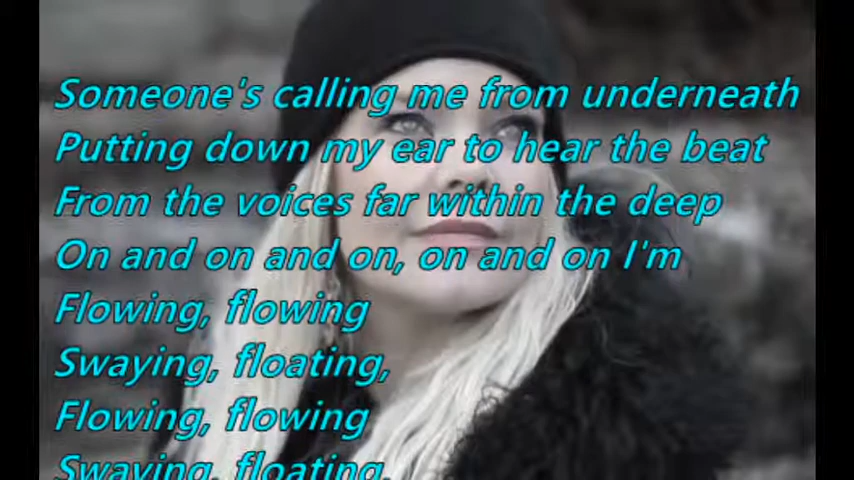 Someone's calling me from underneath
Putting down my ear to hear the beat
From the voices far within the deep
On and on and on, on and on I'm
Flowing, flowing
Swaying, floating,
Flowing, flowing
Swaying, floating,